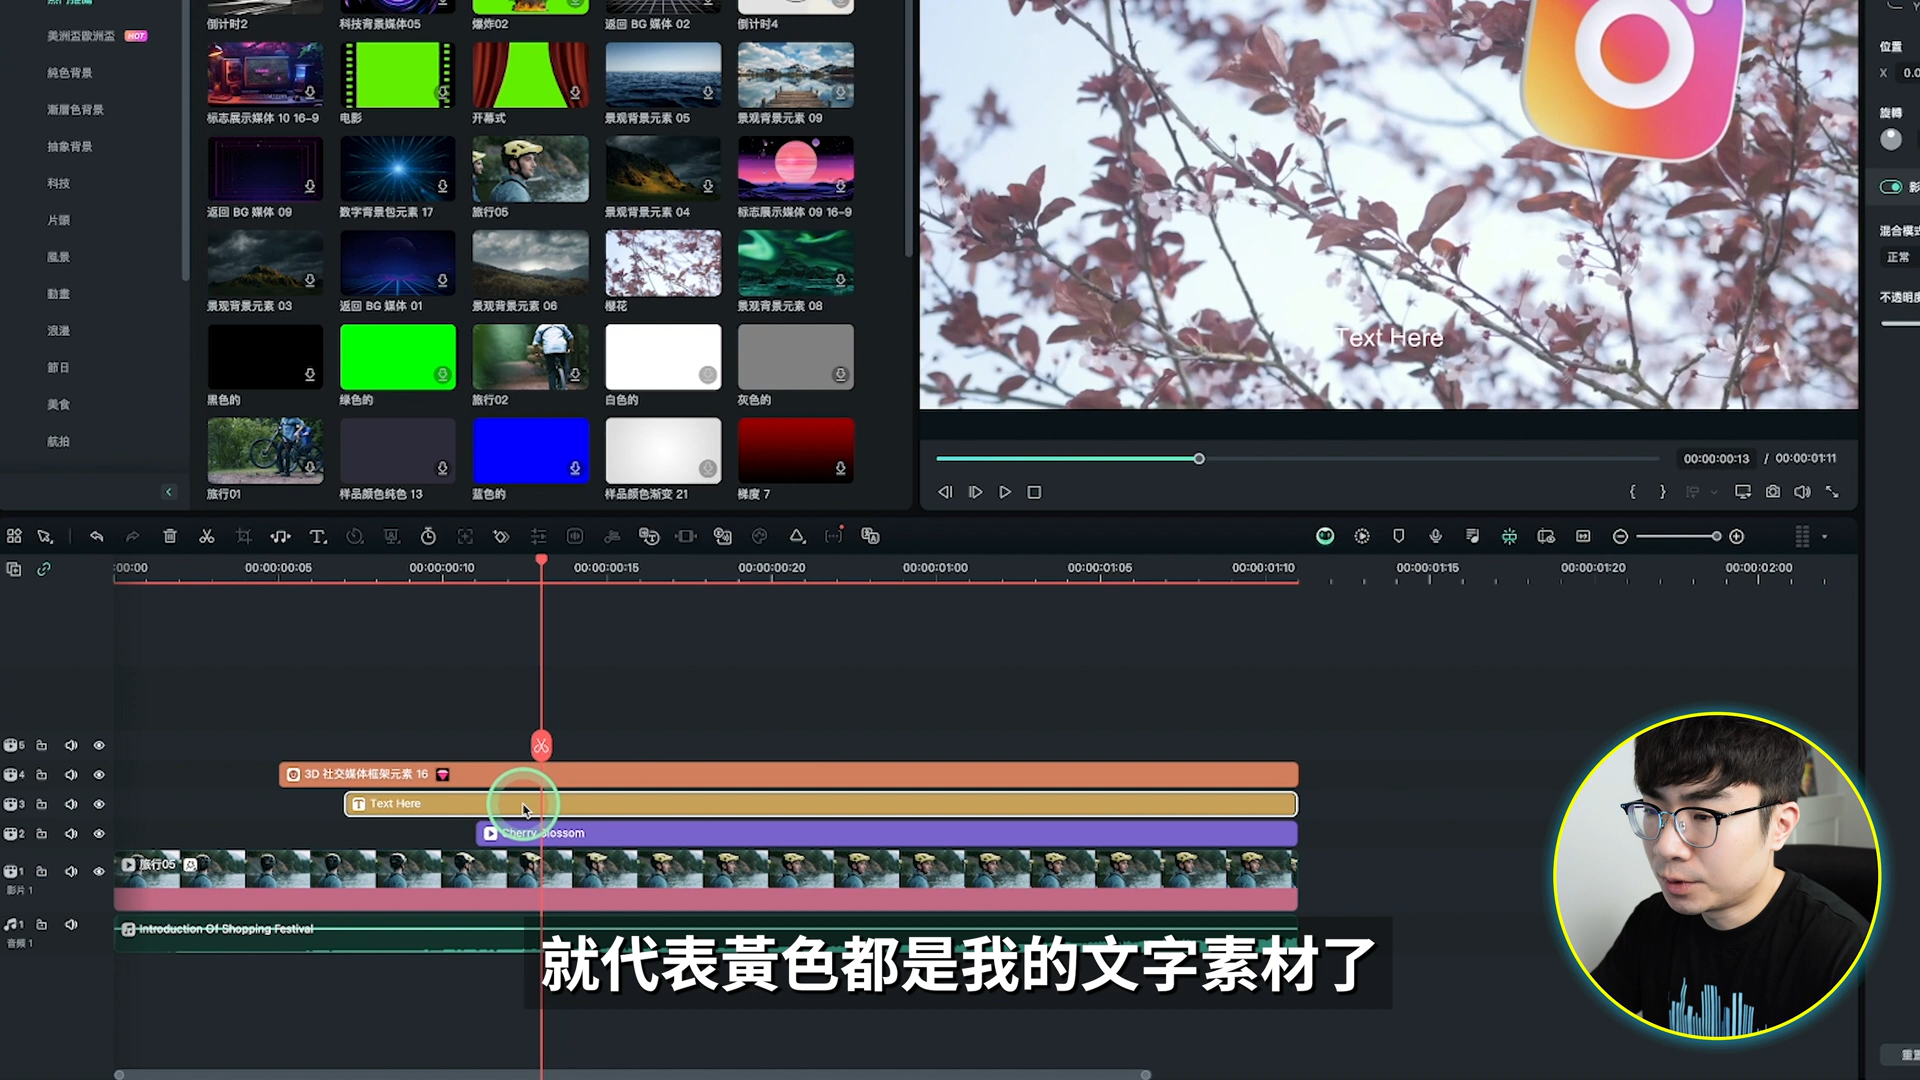 美洲盃歐洲盃 HOT
純色背景
漸層色背景
抽象背景
科技
片頭
風景
動畫
浪漫
節日
美食
航拍
倒计时2
科技背景媒体05
爆炸02
返回 BG 媒体 02
倒计时4
标志展示媒体 10 16-9
电影
开幕式
景观背景元素 05
景观背景元素 09
返回 BG 媒体 09
数字背景包元素 17
旅行05
景观背景元素 04
标志展示媒体 09 16-9
景观背景元素 03
返回 BG 媒体 01
景观背景元素 06
樱花
景观背景元素 08
黑色的
绿色的
旅行02
白色的
灰色的
旅行01
样品颜色纯色 13
蓝色的
样品颜色渐变 21
梯度 7
Text Here
00:00:00:13 / 00:00:01:11
位置
X 0.0
旋轉
影
混合模式
正常
不透明度
:00:00
00:00:00:05
00:00:00:10
00:00:00:15
00:00:00:20
00:00:01:00
00:00:01:05
00:00:01:10
00:00:01:15
00:00:01:20
00:00:02:00
5
4
3D 社交媒体框架元素 16
3
Text Here
2
Cherry Blossom
1
旅行05
影片 1
1
Introduction Of Shopping Festival
音頻 1
就代表黃色都是我的文字素材了
重置